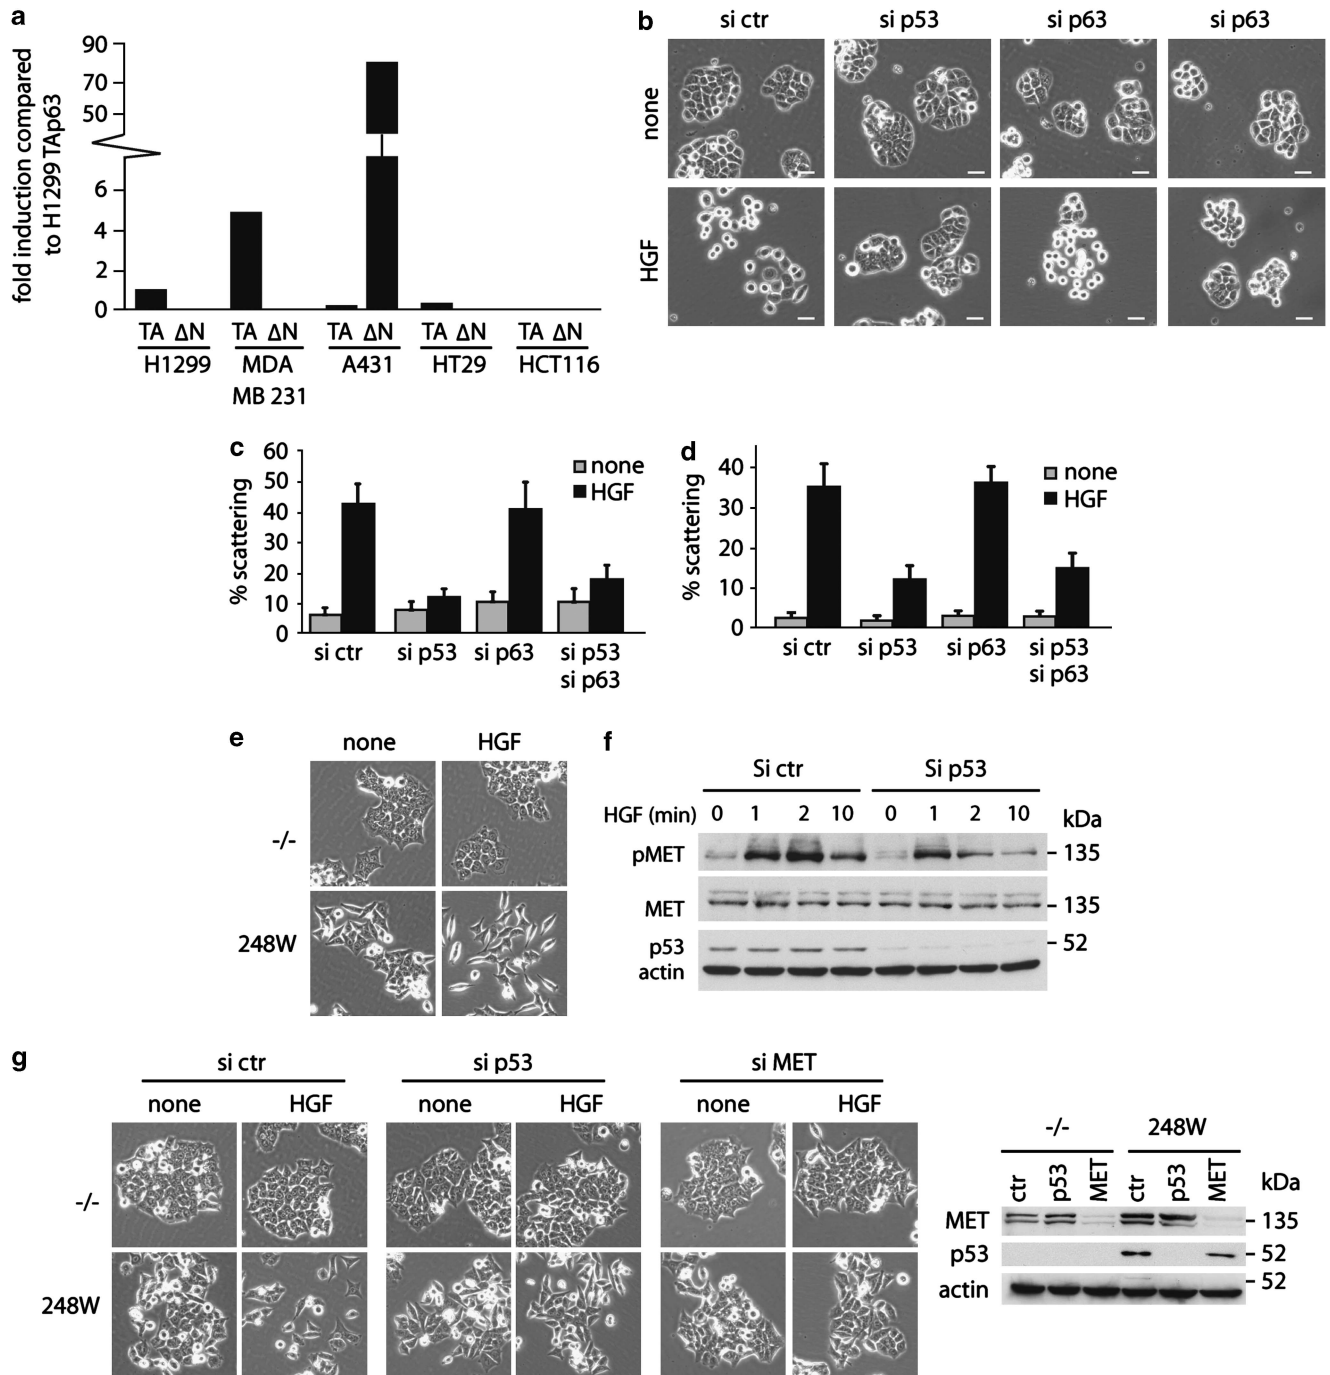 a
fold induction compared
to H1299 TAp63
90
70
50
6
4
2
0
TA ΔN TA ΔN TA ΔN TA ΔN TA ΔN
H1299 MDA A431 HT29 HCT116
MB 231
b
si ctr si p53 si p63 si p63
none
HGF
c
% scattering
60
50
40
30
20
10
0
none
HGF
si ctr si p53 si p63 si p53
si p63
d
% scattering
40
30
20
10
0
none
HGF
si ctr si p53 si p63 si p53
si p63
e
none HGF
-/-
248W
f
Si ctr Si p53
HGF (min) 0 1 2 10 0 1 2 10 kDa
pMET 135
MET 135
p53 52
actin
g
si ctr si p53 si MET
none HGF none HGF none HGF
-/-
248W
-/- 248W
ctr p53 MET ctr p53 MET kDa
MET 135
p53 52
actin 52